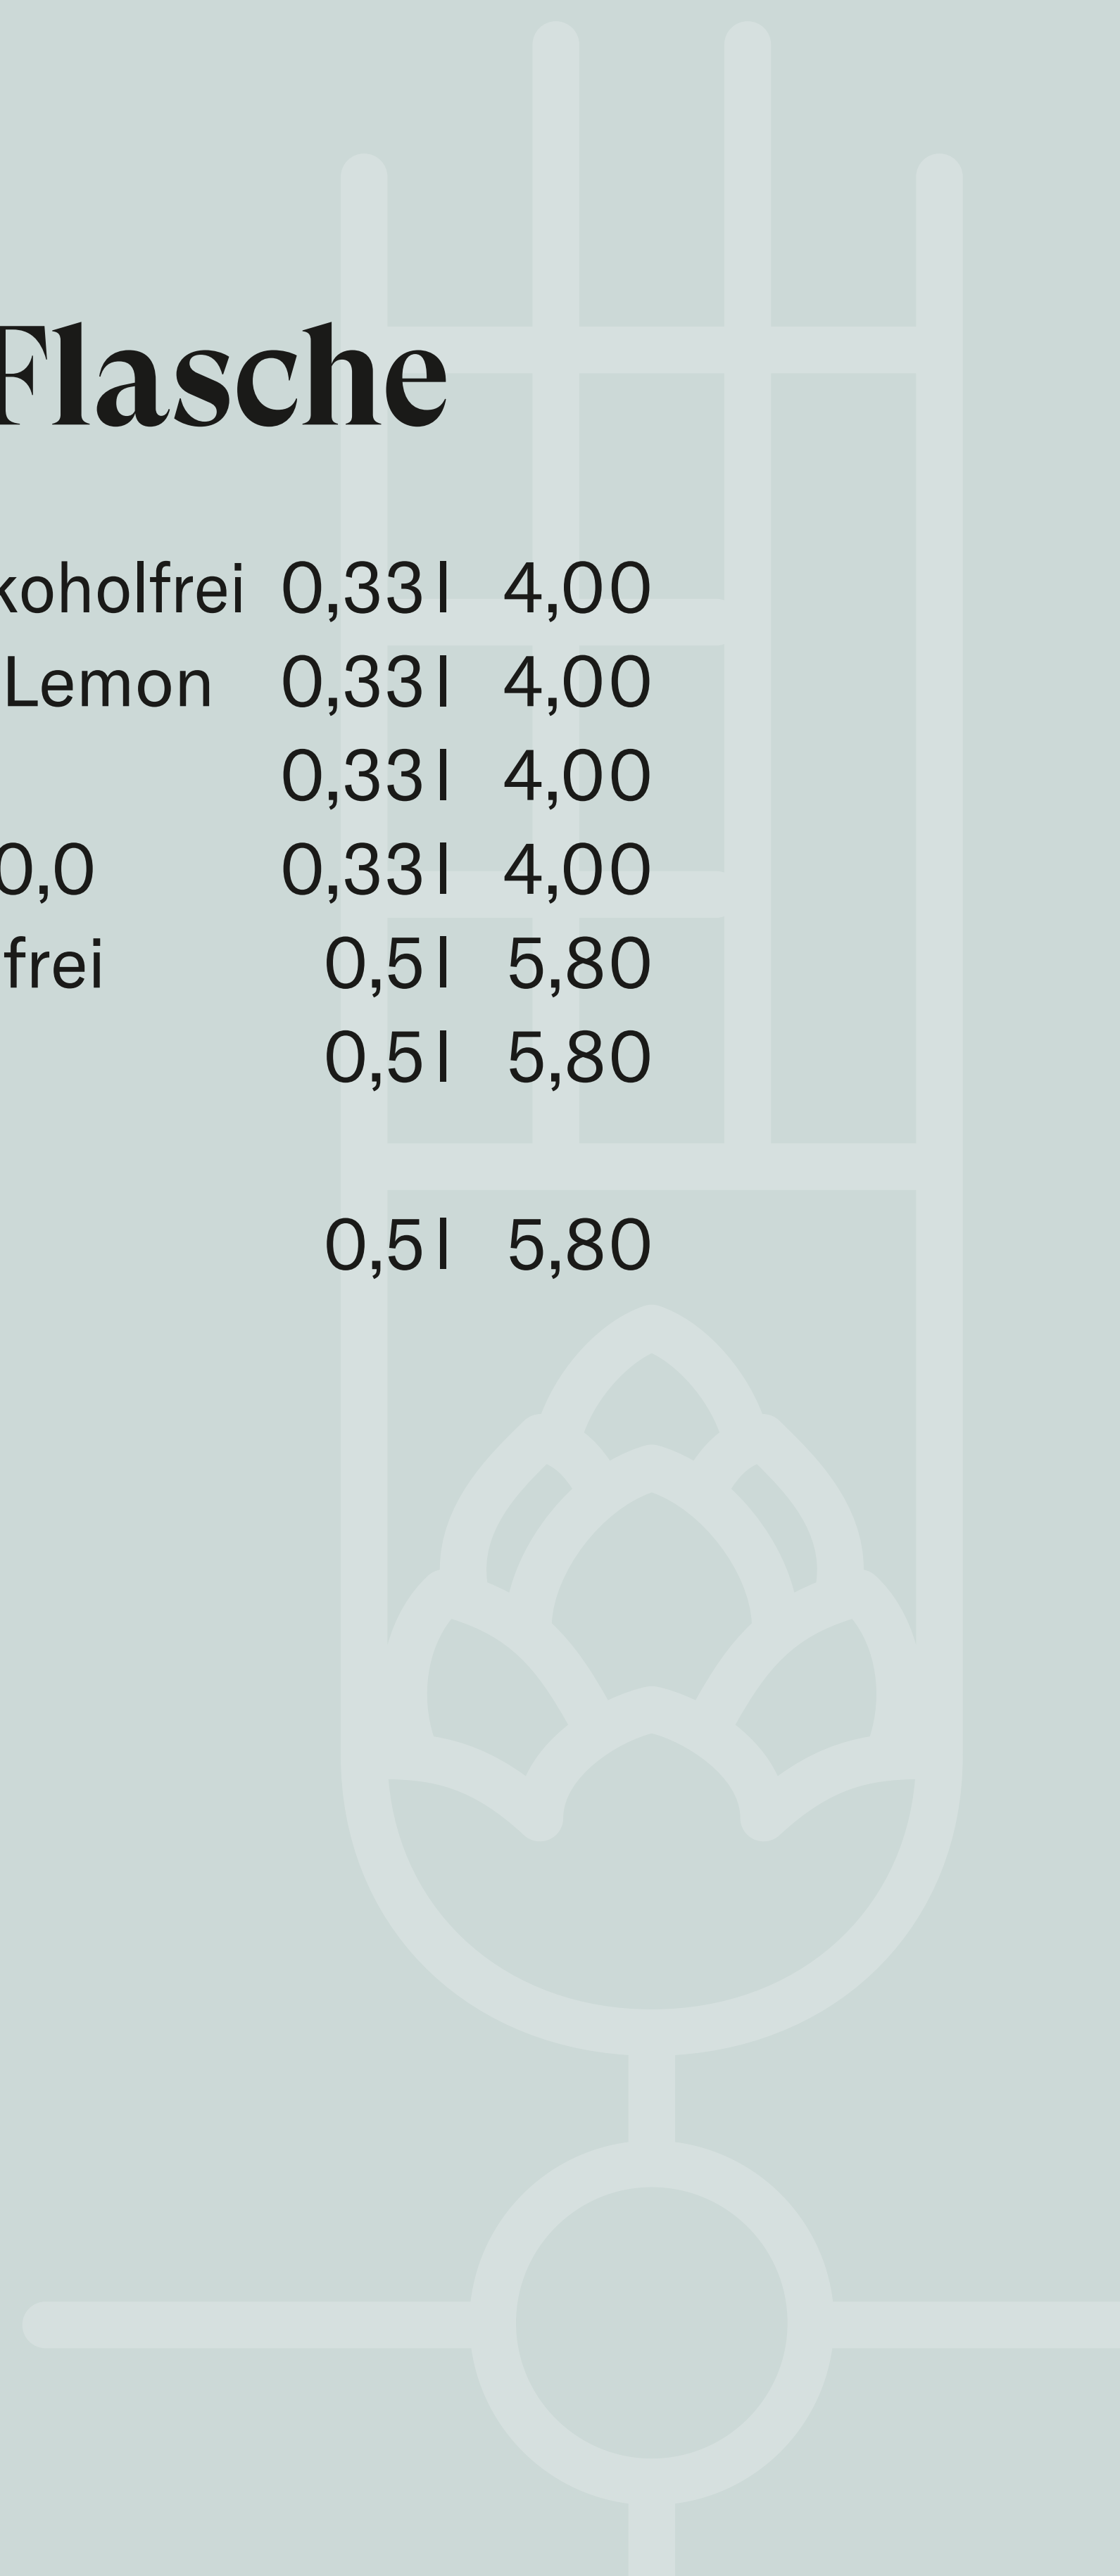 Flasche
koholfrei 0,33 l 4,00
Lemon 0,33 l 4,00
0,33 l 4,00
0,0 0,33 l 4,00
frei 0,5 l 5,80
0,5 l 5,80
0,5 l 5,80